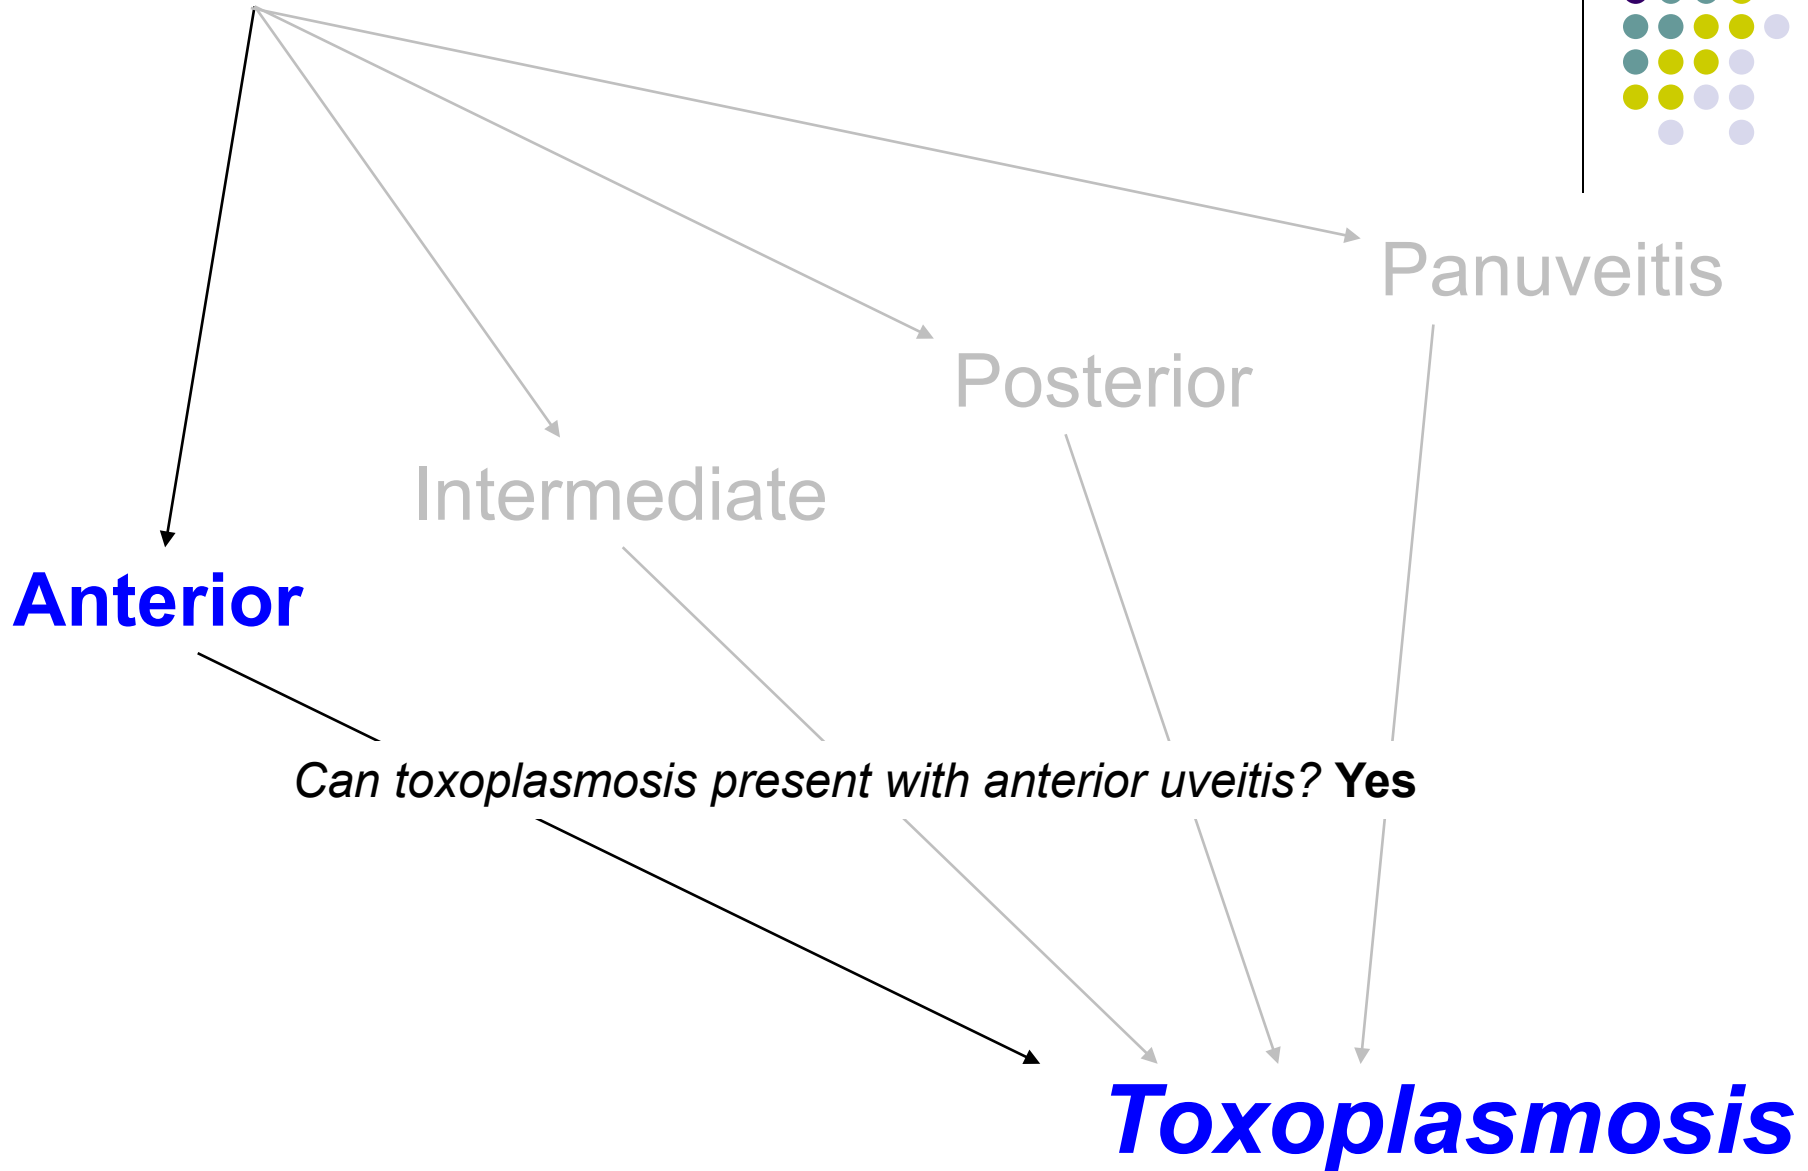 Panuveitis
Posterior
Intermediate
Anterior
Can toxoplasmosis present with anterior uveitis? Yes
Toxoplasmosis